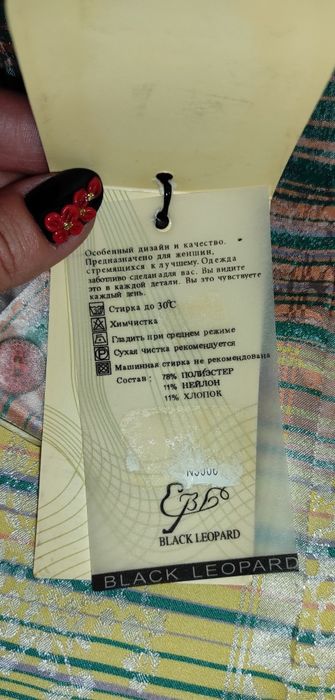 Особенный дизайн и качество.
Предназначено для женщин,
стремящихся к лучшему. Одежда
заботливо сделана для вас. Вы видите
это в каждой детали. Вы это чувствуете
каждый день.
Стирка до 30℃
Химчистка
Гладить при среднем режиме
Сухая чистка рекомендуется
Машинная стирка не рекомендована
Состав : 78% ПОЛИЭСТЕР
11% НЕЙЛОН
11% ХЛОПОК
BLACK LEOPARD
BLACK LEOPARD